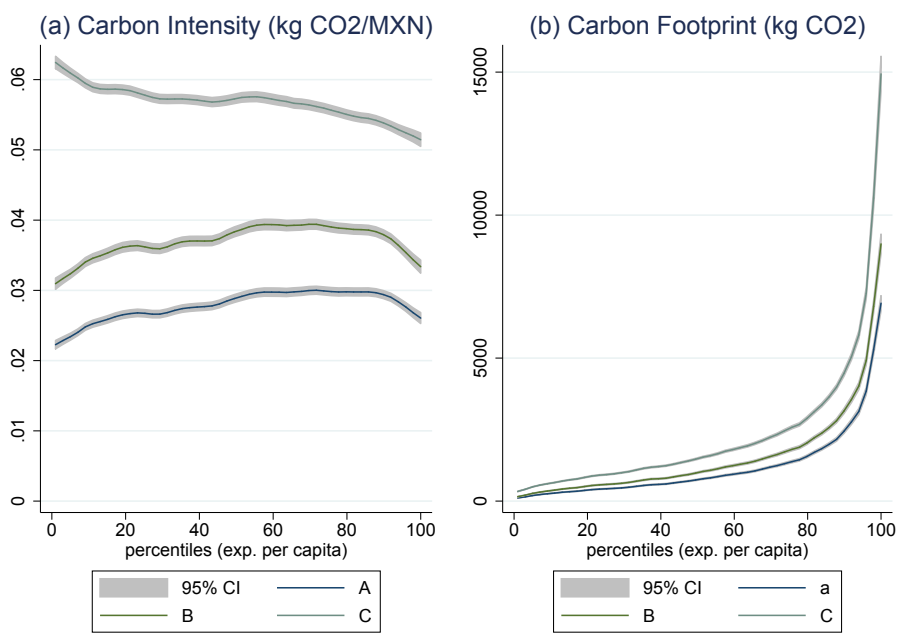 (a) Carbon Intensity (kg CO2/MXN)
.06
.05
.04
.03
.02
.01
0
0 20 40 60 80 100
percentiles (exp. per capita)
95% CI A
B C
(b) Carbon Footprint (kg CO2)
15000
10000
5000
0
0 20 40 60 80 100
percentiles (exp. per capita)
95% CI a
B C